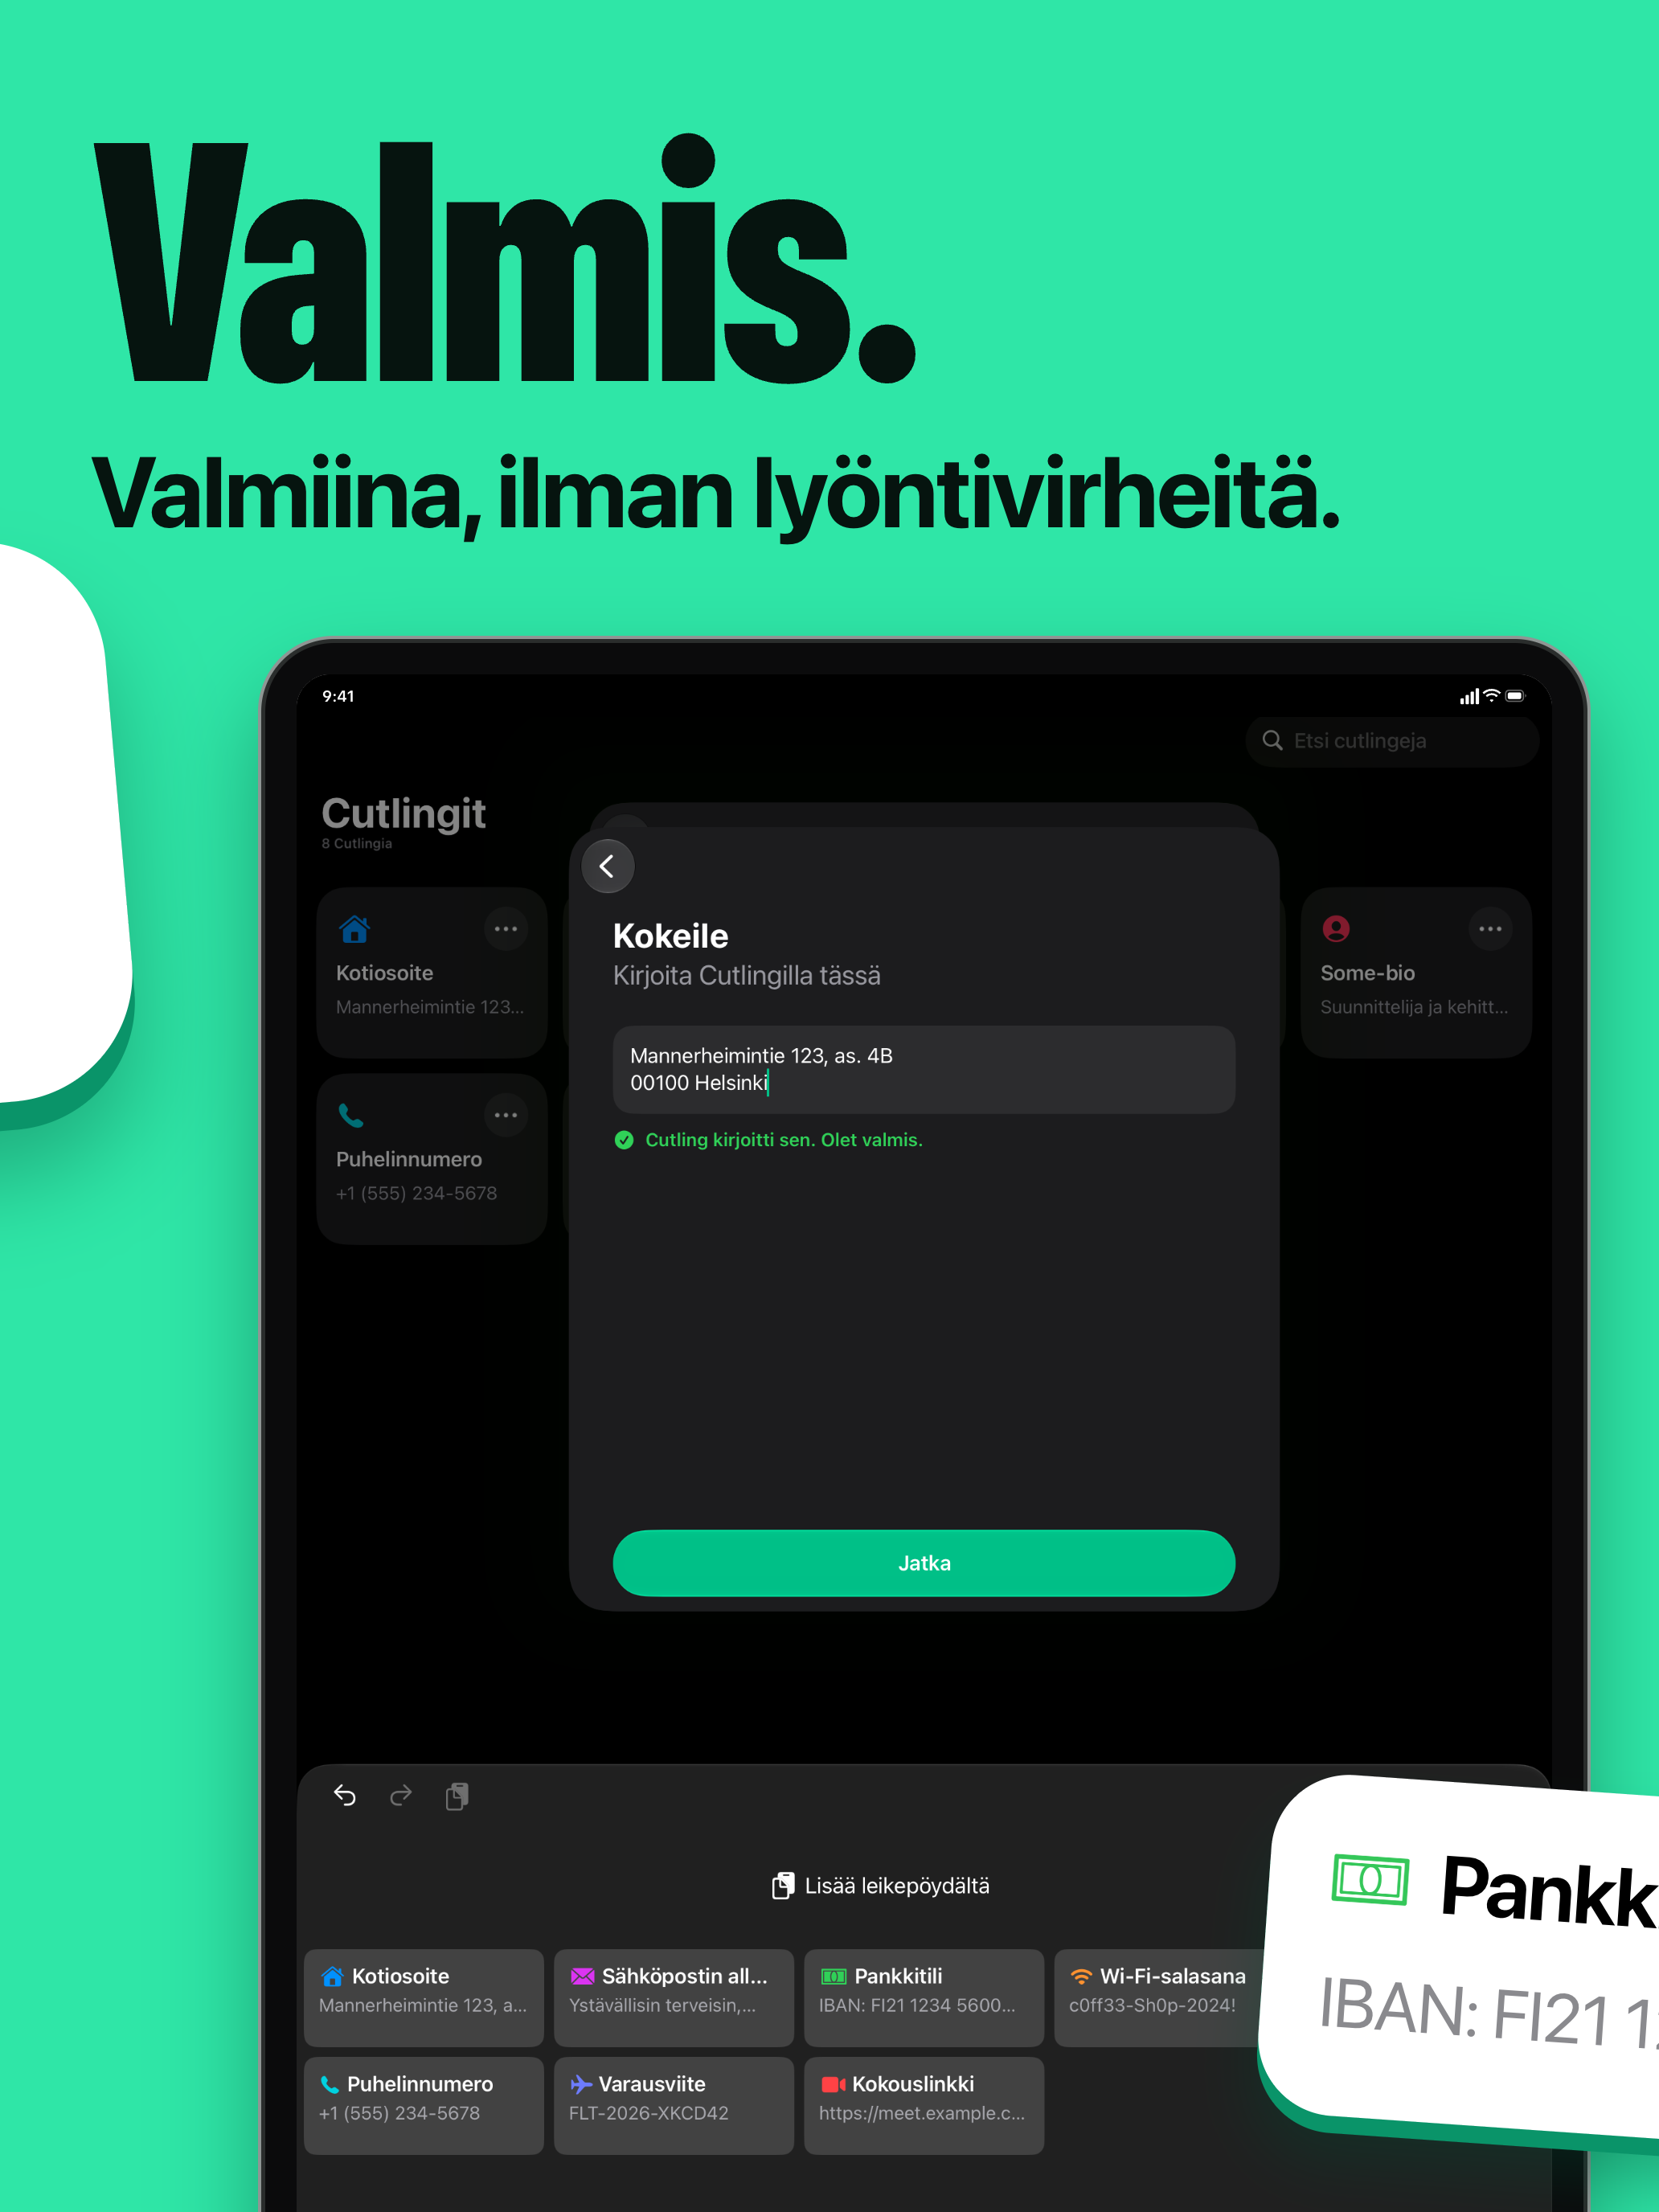 Valmis.
Valmiina, ilman lyöntivirheitä.
9:41
Etsi cutlingeja
Cutlingit
8 Cutlingia
Kotiosoite
Mannerheimintie 123...
Puhelinnumero
+1 (555) 234-5678
Kokeile
Kirjoita Cutlingilla tässä
Mannerheimintie 123, as. 4B
00100 Helsinki
Cutling kirjoitti sen. Olet valmis.
Jatka
Some-bio
Suunnittelija ja kehitt...
Lisää leikepöydältä
Kotiosoite
Mannerheimintie 123, a...
Sähköpostin all...
Ystävällisin terveisin,...
Pankkitili
IBAN: FI21 1234 5600...
Wi-Fi-salasana
c0ff33-Sh0p-2024!
Puhelinnumero
+1 (555) 234-5678
Varausviite
FLT-2026-XKCD42
Kokouslinkki
https://meet.example.c...
Pankk
IBAN: FI21 12